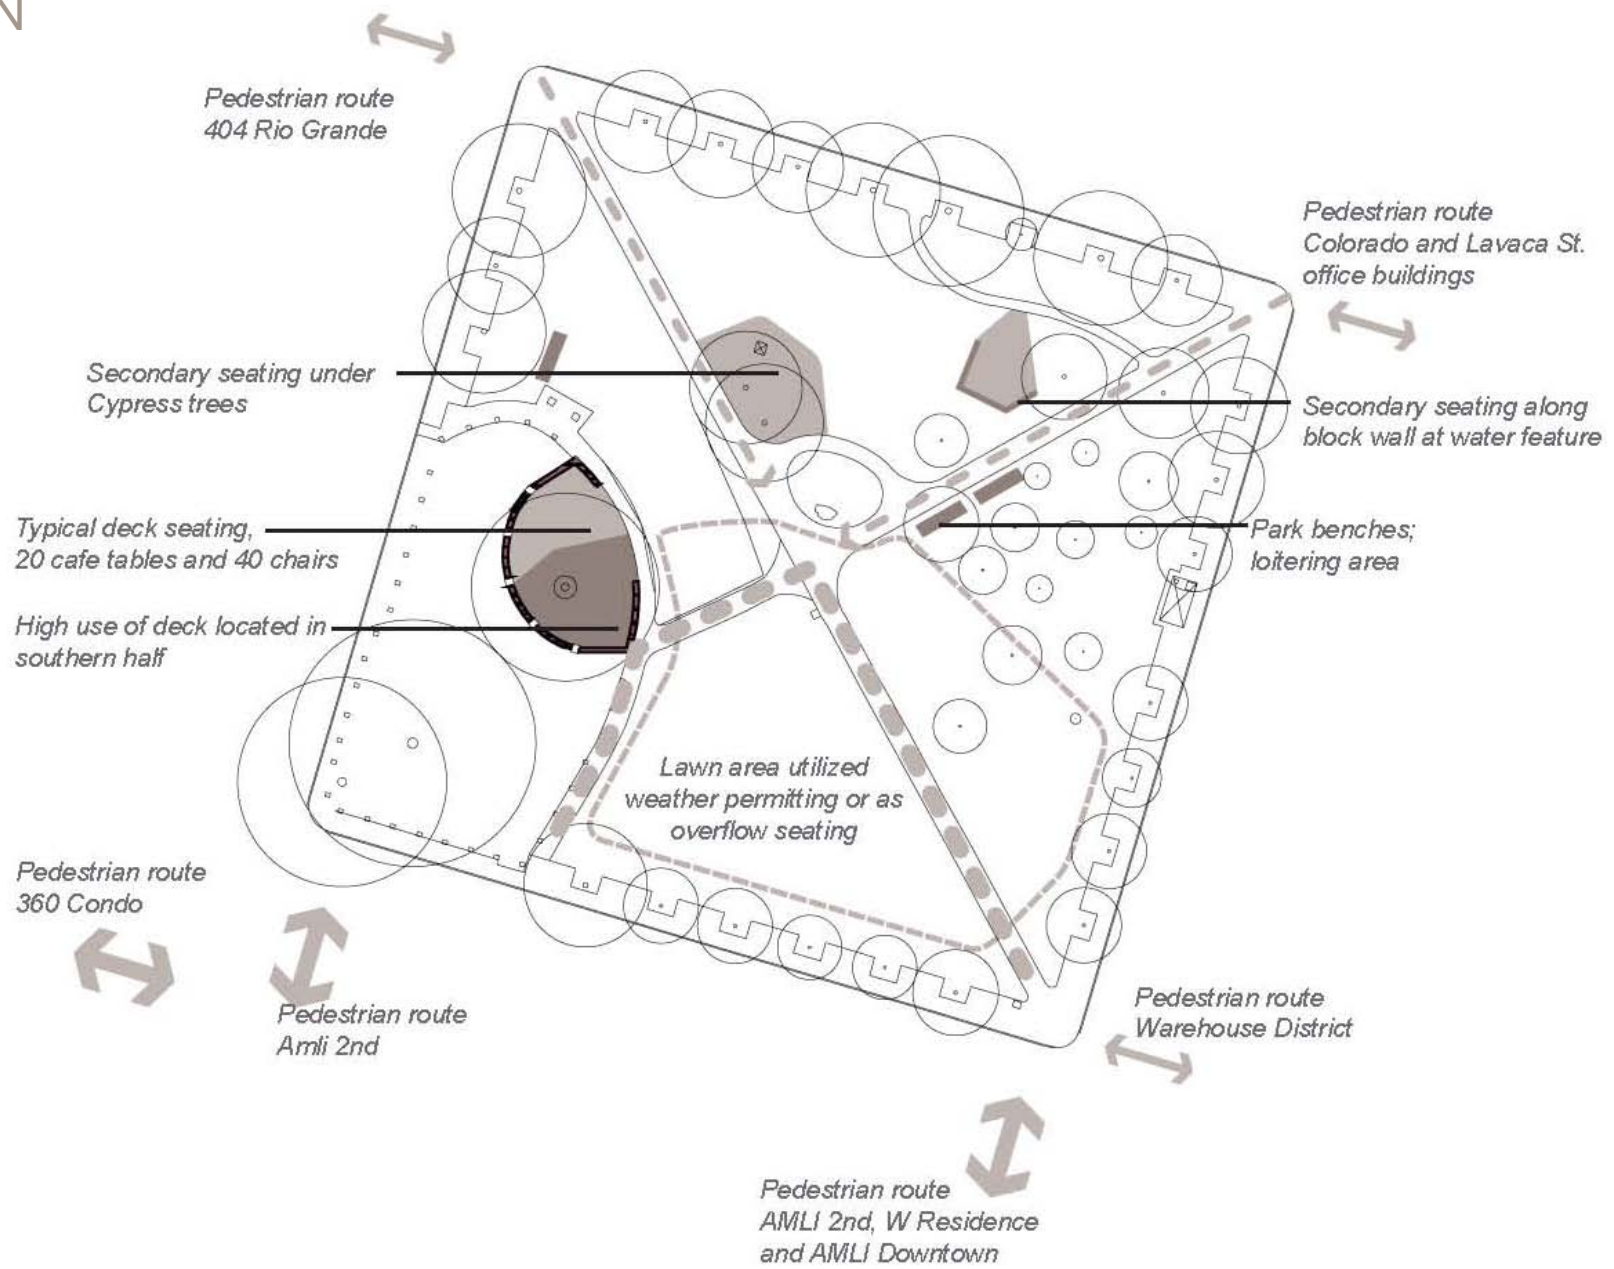 N
Pedestrian route
404 Rio Grande
Pedestrian route
Colorado and Lavaca St.
office buildings
Secondary seating under
Cypress trees
Secondary seating along
block wall at water feature
Typical deck seating,
20 cafe tables and 40 chairs
Park benches;
loitering area
High use of deck located in
southern half
Lawn area utilized
weather permitting or as
overflow seating
Pedestrian route
360 Condo
Pedestrian route
Amli 2nd
Pedestrian route
Warehouse District
Pedestrian route
AMLI 2nd, W Residence
and AMLI Downtown